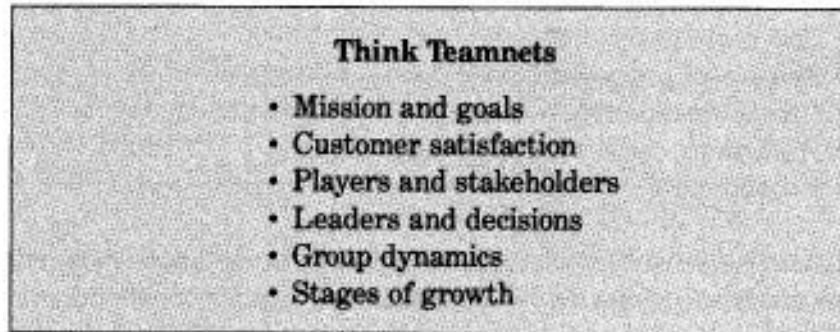 Think Teamnets
• Mission and goals
• Customer satisfaction
• Players and stakeholders
• Leaders and decisions
• Group dynamics
• Stages of growth